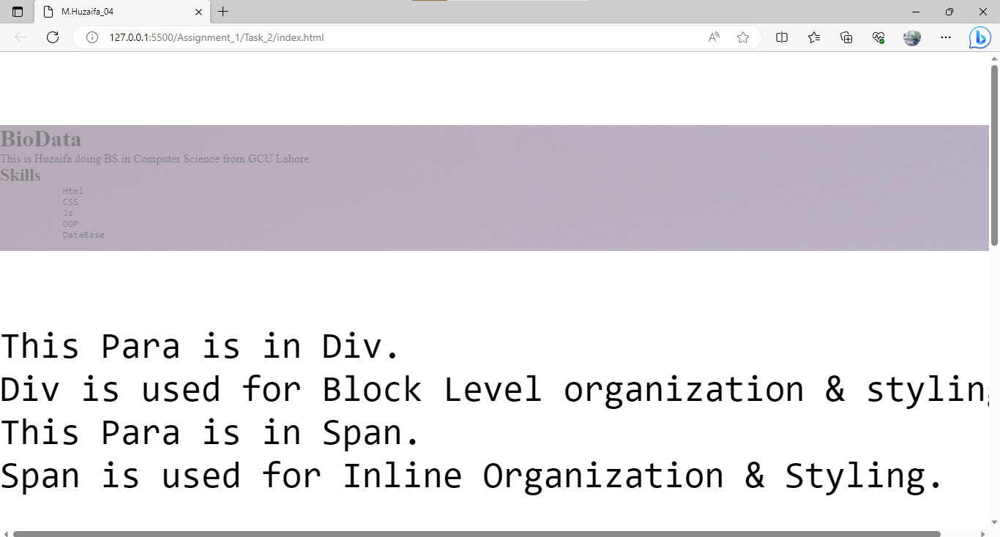 M.Huzaifa_04
127.0.0.1:5500/Assignment_1/Task_2/index.html
BioData
This is Huzaifa doing BS in Computer Science from GCU Lahore.
Skills
Html
CSS
Js
OOP
DataBase
This Para is in Div.
Div is used for Block Level organization & styling
This Para is in Span.
Span is used for Inline Organization & Styling.